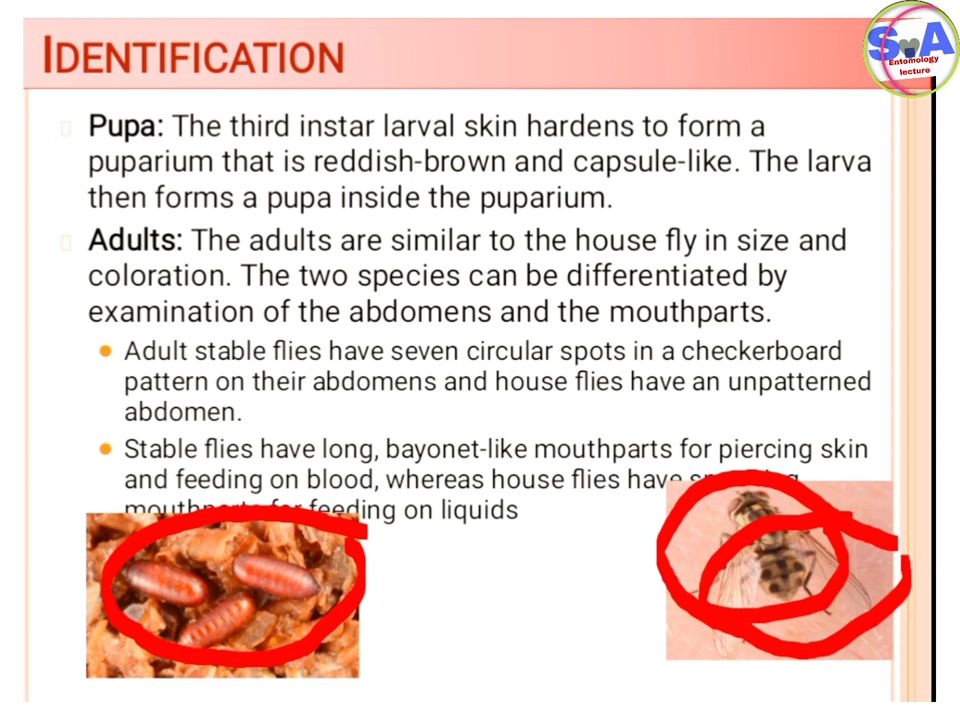 IDENTIFICATION
SA
Entomology
lecture
Pupa: The third instar larval skin hardens to form a
puparium that is reddish-brown and capsule-like. The larva
then forms a pupa inside the puparium.
Adults: The adults are similar to the house fly in size and
coloration. The two species can be differentiated by
examination of the abdomens and the mouthparts.
Adult stable flies have seven circular spots in a checkerboard
pattern on their abdomens and house flies have an unpatterned
abdomen.
Stable flies have long, bayonet-like mouthparts for piercing skin
and feeding on blood, whereas house flies have
mouthparts for feeding on liquids